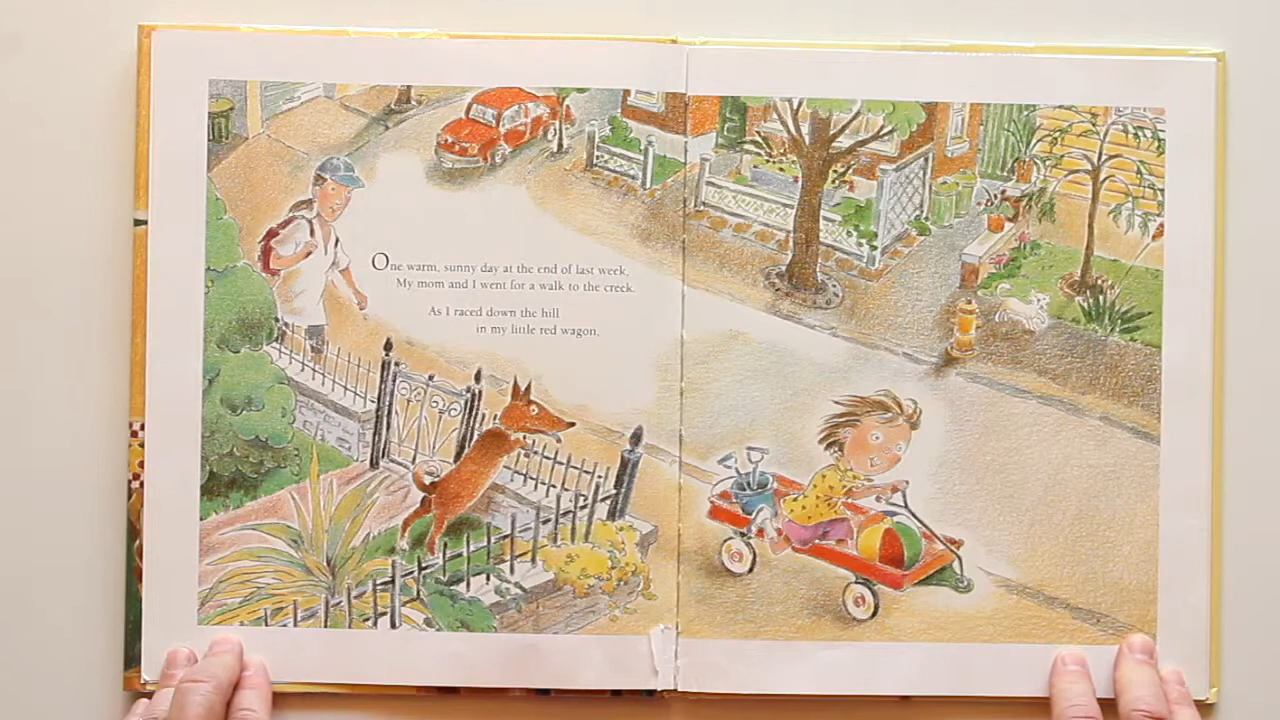 One warm, sunny day at the end of last week,
My mom and I went for a walk to the creek.
As I raced down the hill
in my little red wagon,